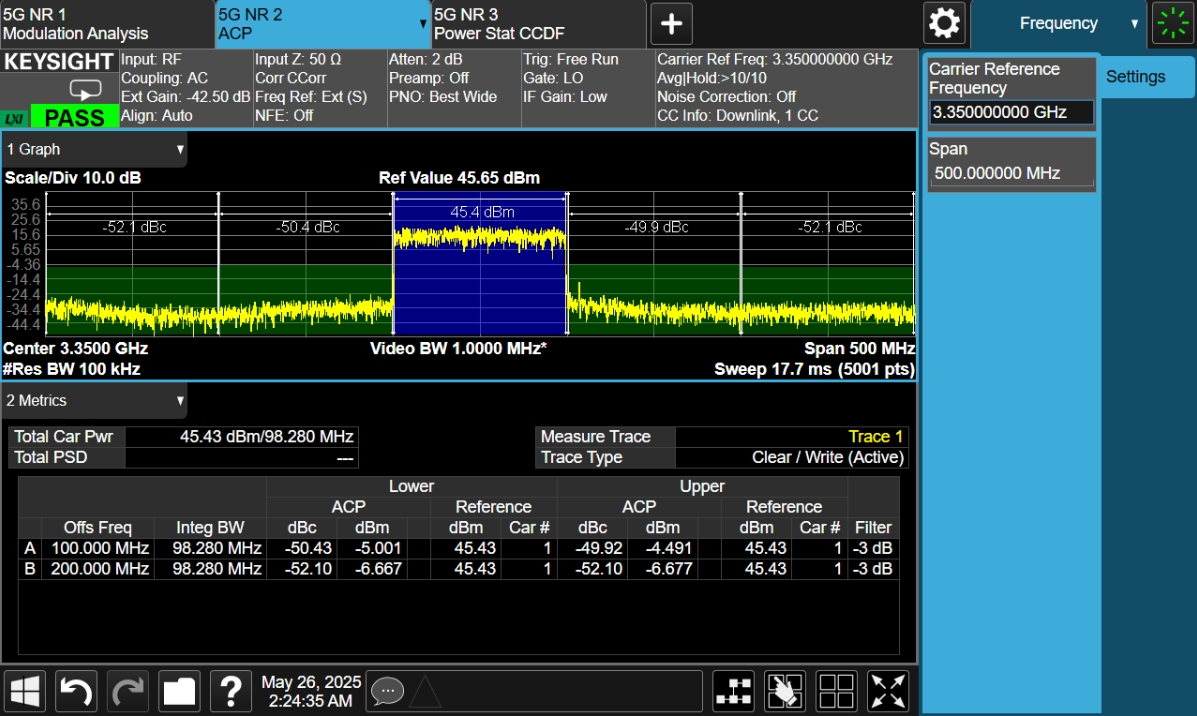 5G NR 1
Modulation Analysis
5G NR 2
ACP
5G NR 3
Power Stat CCDF
Frequency
KEYSIGHT
LXI
PASS
Input: RF
Coupling: AC
Ext Gain: -42.50 dB
Align: Auto
Input Z: 50 Ω
Corr CCorr
Freq Ref: Ext (S)
NFE: Off
Atten: 2 dB
Preamp: Off
PNO: Best Wide
Trig: Free Run
Gate: LO
IF Gain: Low
Carrier Ref Freq: 3.350000000 GHz
Avg|Hold:>10/10
Noise Correction: Off
CC Info: Downlink, 1 CC
Carrier Reference
Frequency
3.350000000 GHz
Settings
Span
500.000000 MHz
1 Graph
Scale/Div 10.0 dB
Ref Value 45.65 dBm
35.6
25.6
15.6
5.65
-4.36
-14.4
-24.4
-34.4
-44.4
-52.1 dBc
-50.4 dBc
45.4 dBm
-49.9 dBc
-52.1 dBc
Center 3.3500 GHz
Video BW 1.0000 MHz*
Span 500 MHz
#Res BW 100 kHz
Sweep 17.7 ms (5001 pts)
2 Metrics
Total Car Pwr 45.43 dBm/98.280 MHz
Total PSD ---
Measure Trace Trace 1
Trace Type Clear / Write (Active)
Lower Upper
ACP Reference ACP Reference
Offs Freq Integ BW dBc dBm dBm Car # dBc dBm dBm Car # Filter
A 100.000 MHz 98.280 MHz -50.43 -5.001 45.43 1 -49.92 -4.491 45.43 1 -3 dB
B 200.000 MHz 98.280 MHz -52.10 -6.667 45.43 1 -52.10 -6.677 45.43 1 -3 dB
May 26, 2025
2:24:35 AM